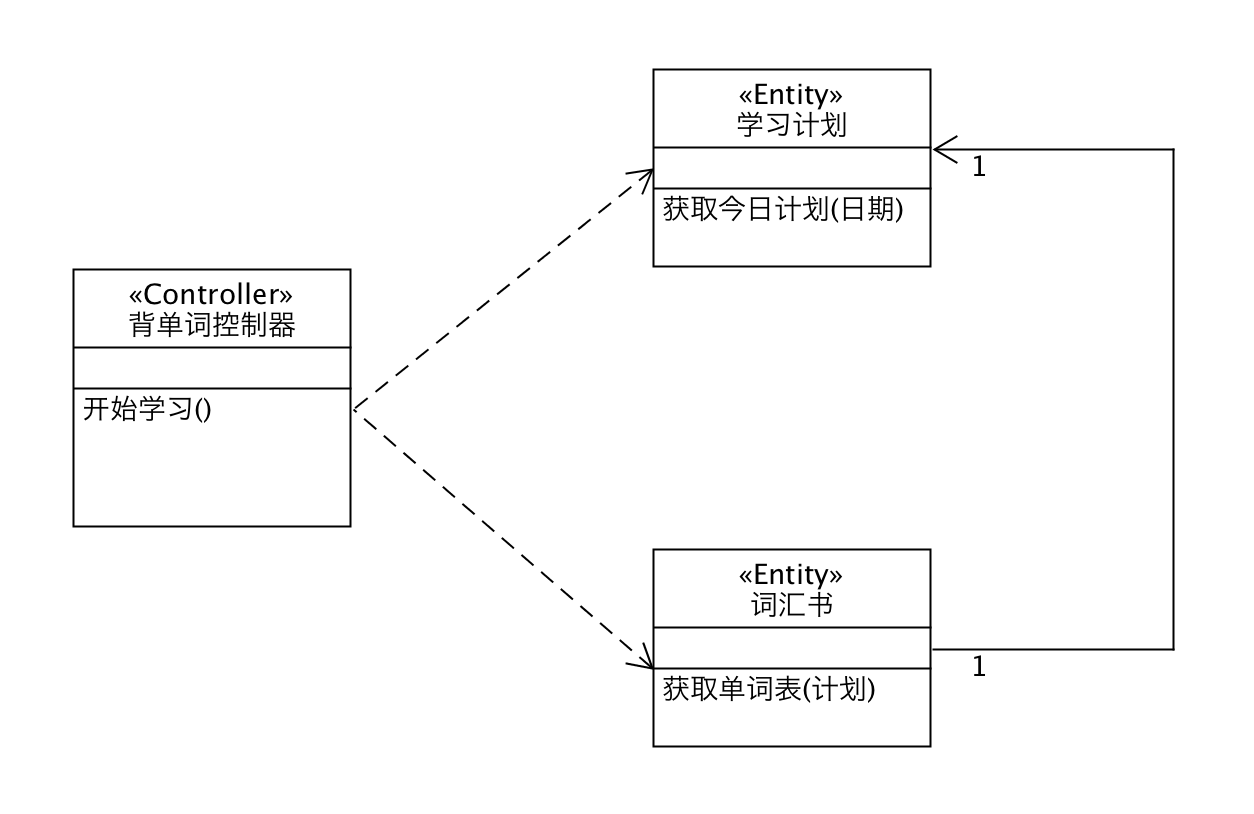 «Entity»
学习计划
获取今日计划(日期)
1
«Controller»
背单词控制器
开始学习()
«Entity»
词汇书
获取单词表(计划)
1